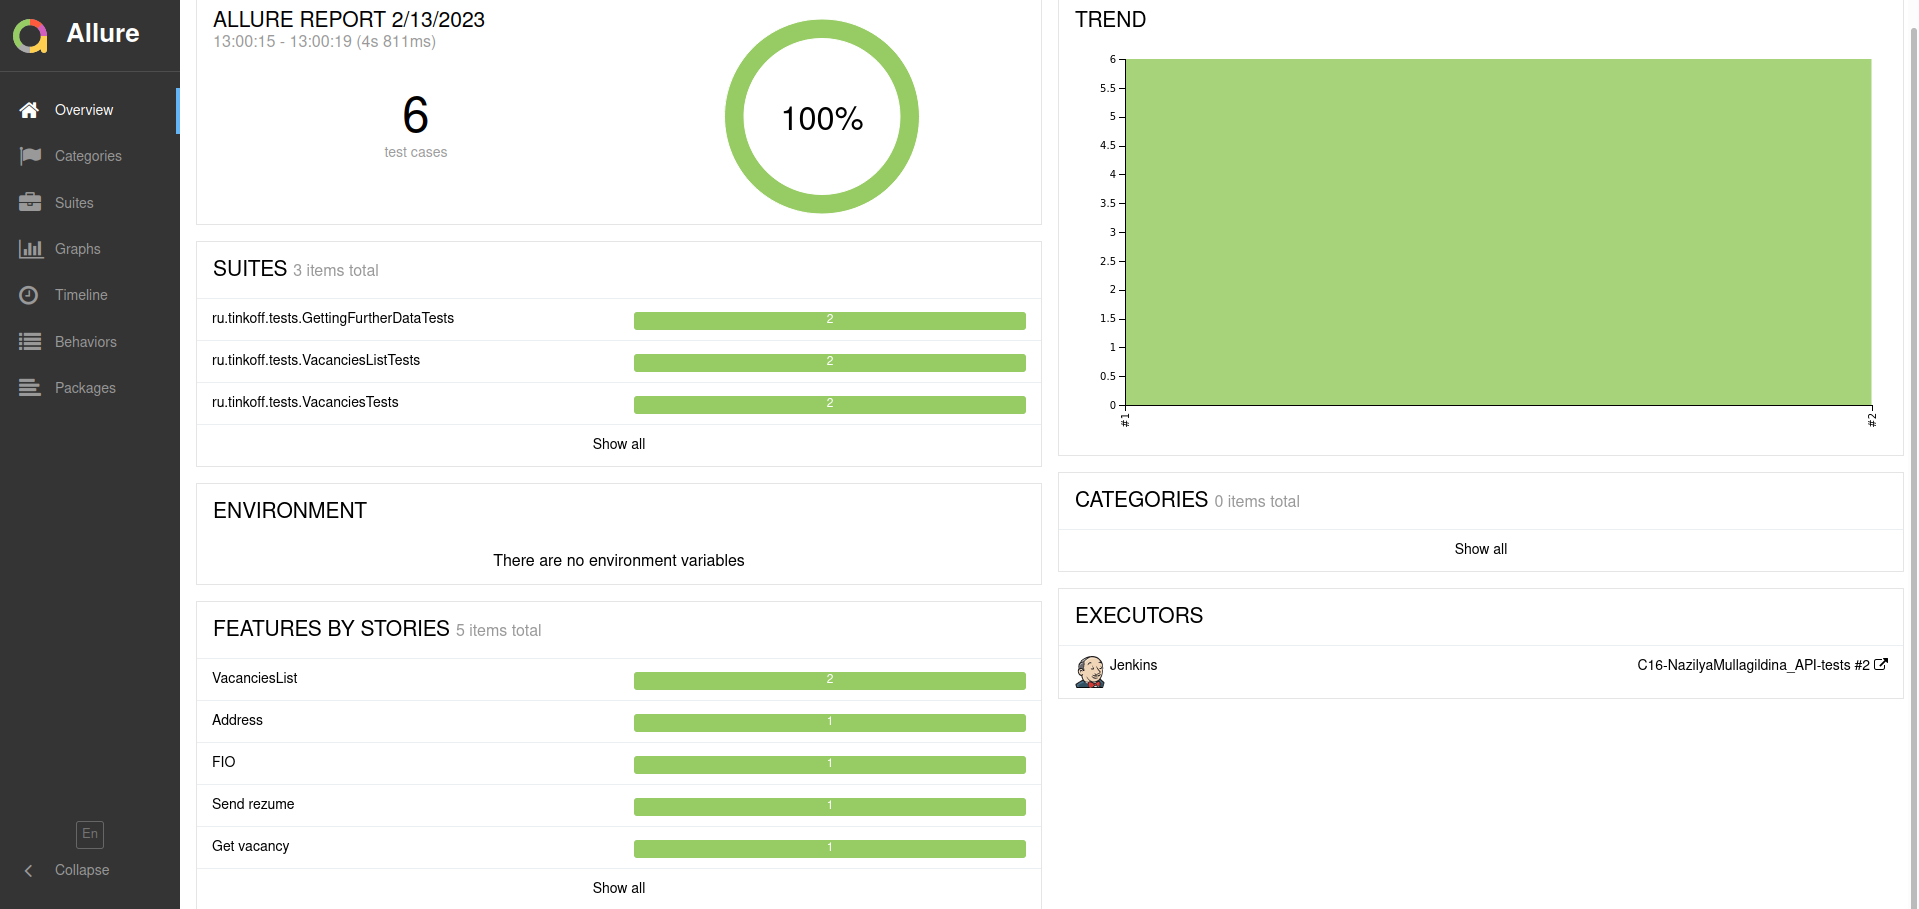 Allure
Overview
Categories
Suites
Graphs
Timeline
Behaviors
Packages
En
Collapse
ALLURE REPORT 2/13/2023
13:00:15 - 13:00:19 (4s 811ms)
6
test cases
100%
SUITES 3 items total
ru.tinkoff.tests.GettingFurtherDataTests 2
ru.tinkoff.tests.VacanciesListTests 2
ru.tinkoff.tests.VacanciesTests 2
Show all
ENVIRONMENT
There are no environment variables
FEATURES BY STORIES 5 items total
VacanciesList 2
Address 1
FIO 1
Send rezume 1
Get vacancy 1
Show all
TREND
6
5.5
5
4.5
4
3.5
3
2.5
2
1.5
1
0.5
0
#1 #2
CATEGORIES 0 items total
Show all
EXECUTORS
Jenkins C16-NazilyaMullagildina_API-tests #2